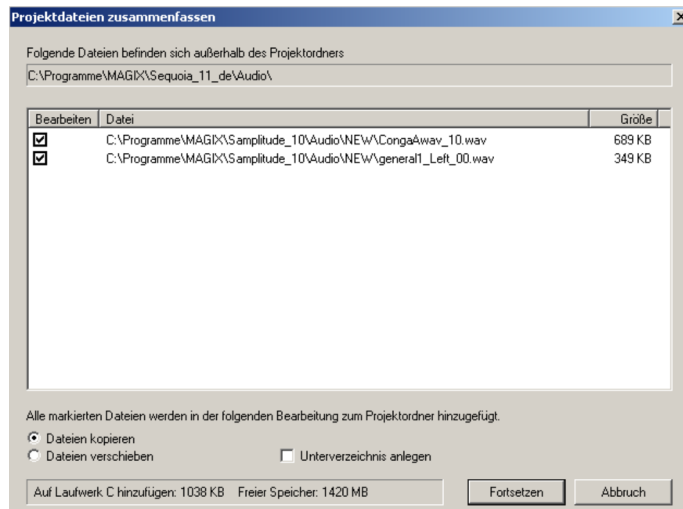 Projektdateien zusammenfassen
Folgende Dateien befinden sich außerhalb des Projektordners
C:\Programme\MAGIX\Sequoia_11_de\Audio\
Bearbeiten Datei Größe
C:\Programme\MAGIX\Samplitude_10\Audio\NEW\CongaAwav_10.wav 689 KB
C:\Programme\MAGIX\Samplitude_10\Audio\NEW\general1_Left_00.wav 349 KB
Alle markierten Dateien werden in der folgenden Bearbeitung zum Projektordner hinzugefügt.
Dateien kopieren
Dateien verschieben Unterverzeichnis anlegen
Auf Laufwerk C hinzufügen: 1038 KB Freier Speicher: 1420 MB Fortsetzen Abbruch